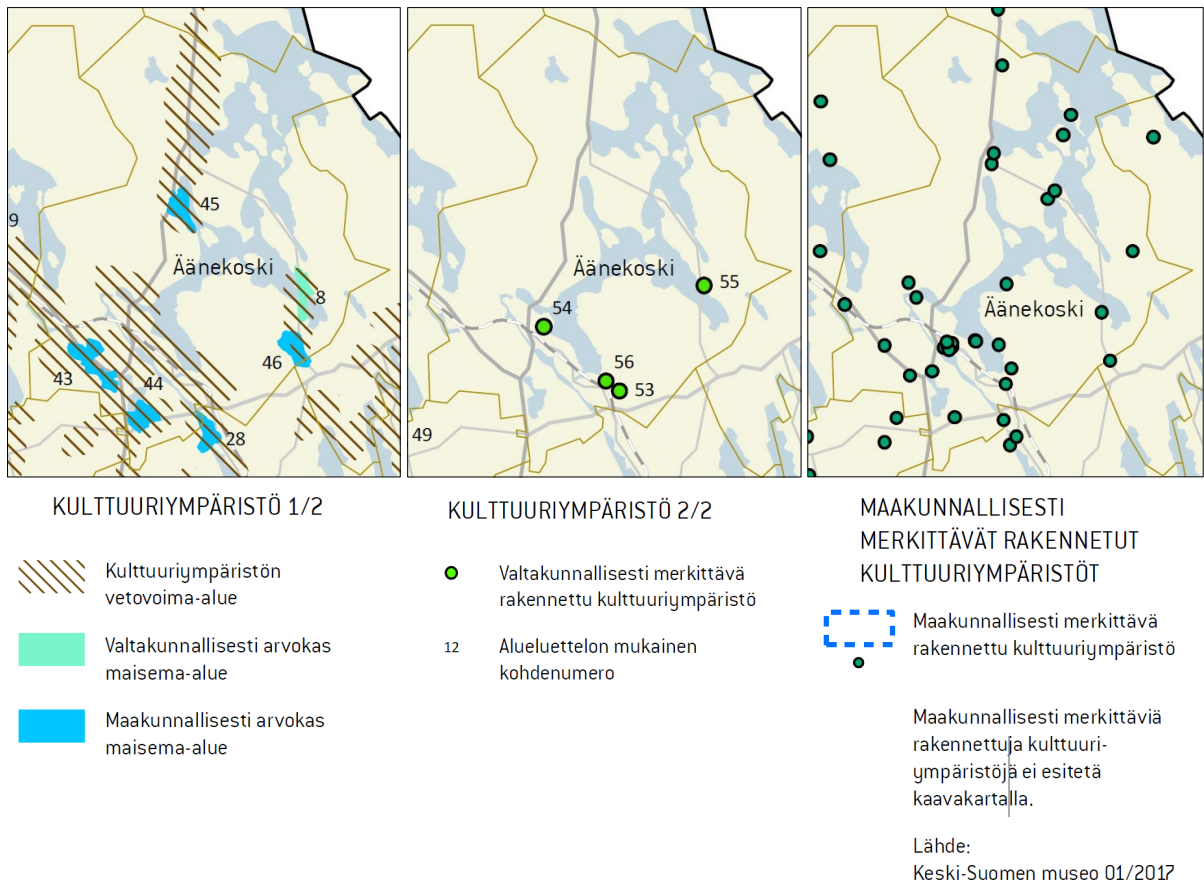 45
9
Äänekoski
8
46
43
44
28
Äänekoski
55
54
56
53
49
Äänekoski
KULTTUURIYMPÄRISTÖ 1/2
Kulttuuriympäristön
vetovoima-alue
Valtakunnallisesti arvokas
maisema-alue
Maakunnallisesti arvokas
maisema-alue
KULTTUURIYMPÄRISTÖ 2/2
Valtakunnallisesti merkittävä
rakennettu kulttuuriympäristö
12
Alueluettelon mukainen
kohdenumero
MAAKUNNALLISESTI
MERKITTÄVÄT RAKENNETUT
KULTTUURIYMPÄRISTÖT
Maakunnallisesti merkittävä
rakennettu kulttuuriympäristö
Maakunnallisesti merkittäviä
rakennettuja kulttuuri-
ympäristöjä ei esitetä
kaavakartalla.
Lähde:
Keski-Suomen museo 01/2017